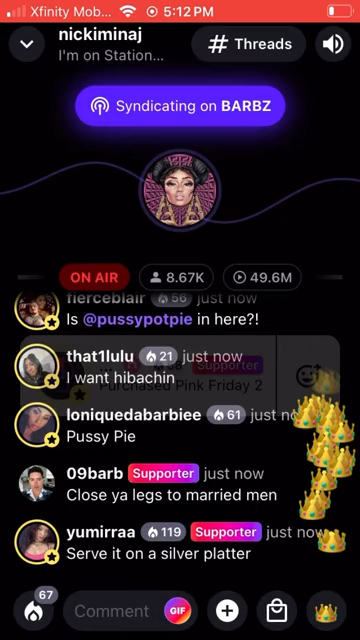 Xfinity Mob... 5:12 PM
nickiminaj
I'm on Station...
# Threads
Syndicating on BARBZ
ON AIR 8.67K 49.6M
fierceblair 56 just now
Is @pussypotpie in here?!
that1lulu 21 just now
Supporter
I want hibachin
Purchased Pink Friday 2
loniquedabarbiee 61 just now
Pussy Pie
09barb Supporter just now
Close ya legs to married men
yumirraa 119 Supporter just now
Serve it on a silver platter
67
Comment GIF